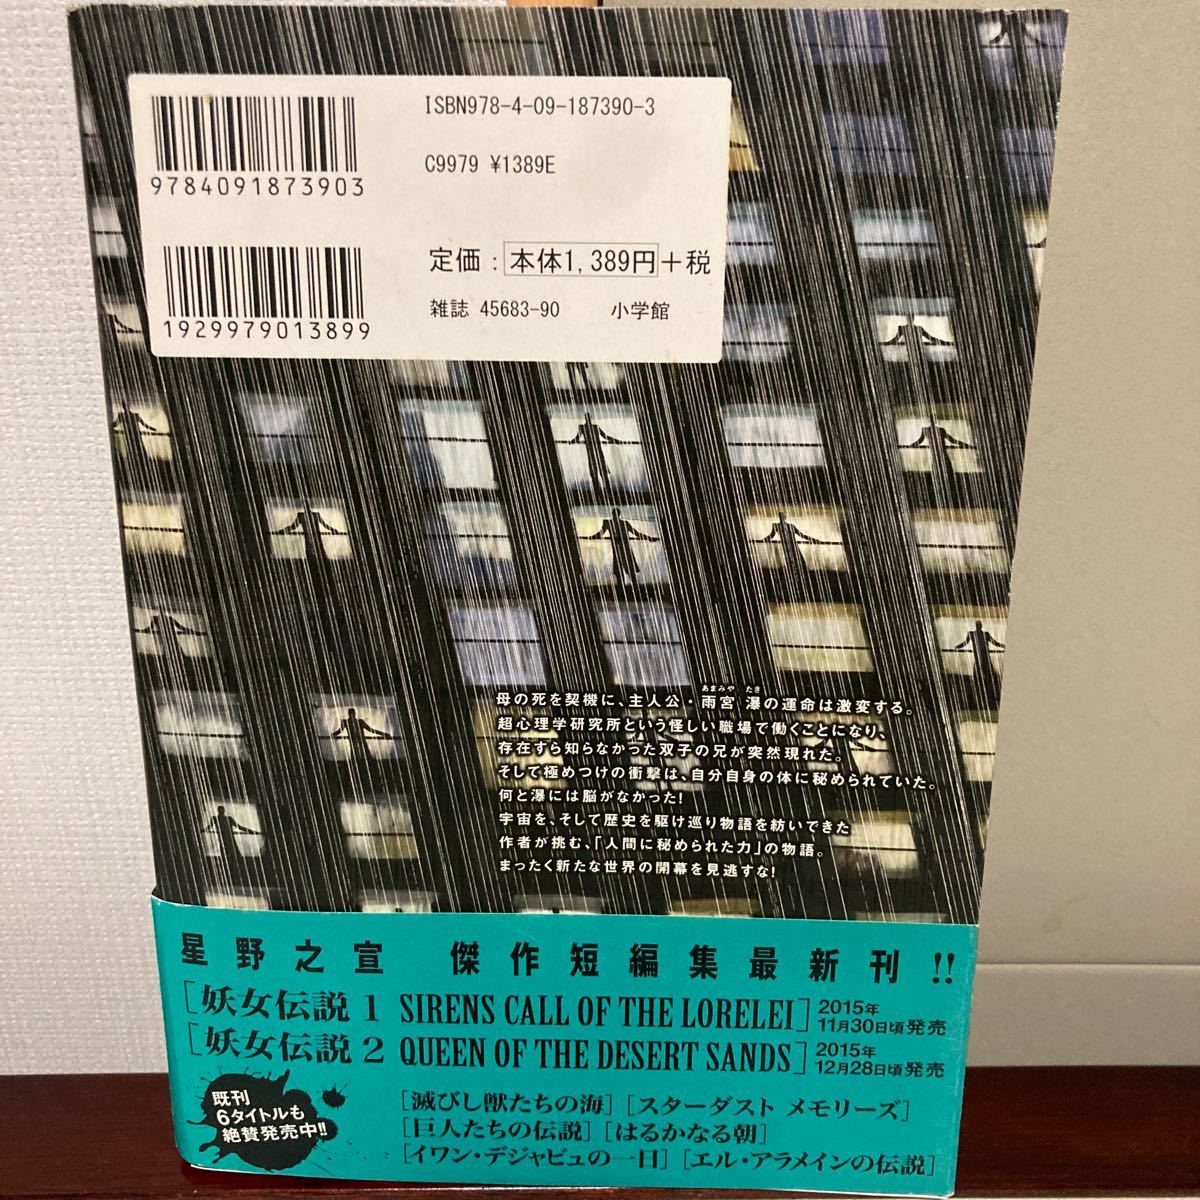 ISBN978-4-09-187390-3
9784091873903
C9979 ¥1389E
定価：本体1,389円＋税
1929979013899
雑誌 45683-90 小学館
母の死を契機に、主人公・雨宮 瀑の運命は激変する。
あまみや たき
超心理学研究所という怪しい職場で働くことになり、
存在すら知らなかった双子の兄が突然現れた。
そして極めつけの衝撃は、自分自身の体に秘められていた。
何と瀑には脳がなかった!
宇宙を、そして歴史を駆け巡り物語を紡いできた
作者が挑む、「人間に秘められた力」の物語。
まったく新たな世界の開幕を見逃すな!
星野之宣 傑作短編集最新刊!!
[妖女伝説 1 SIRENS CALL OF THE LORELEI] 2015年11月30日頃発売
[妖女伝説 2 QUEEN OF THE DESERT SANDS] 2015年12月28日頃発売
既刊
6タイトルも
絶賛発売中!!
[滅びし獣たちの海] [スターダスト メモリーズ]
[巨人たちの伝説] [はるかなる朝]
[イワン・デジャビュの一日] [エル・アラメインの伝説]